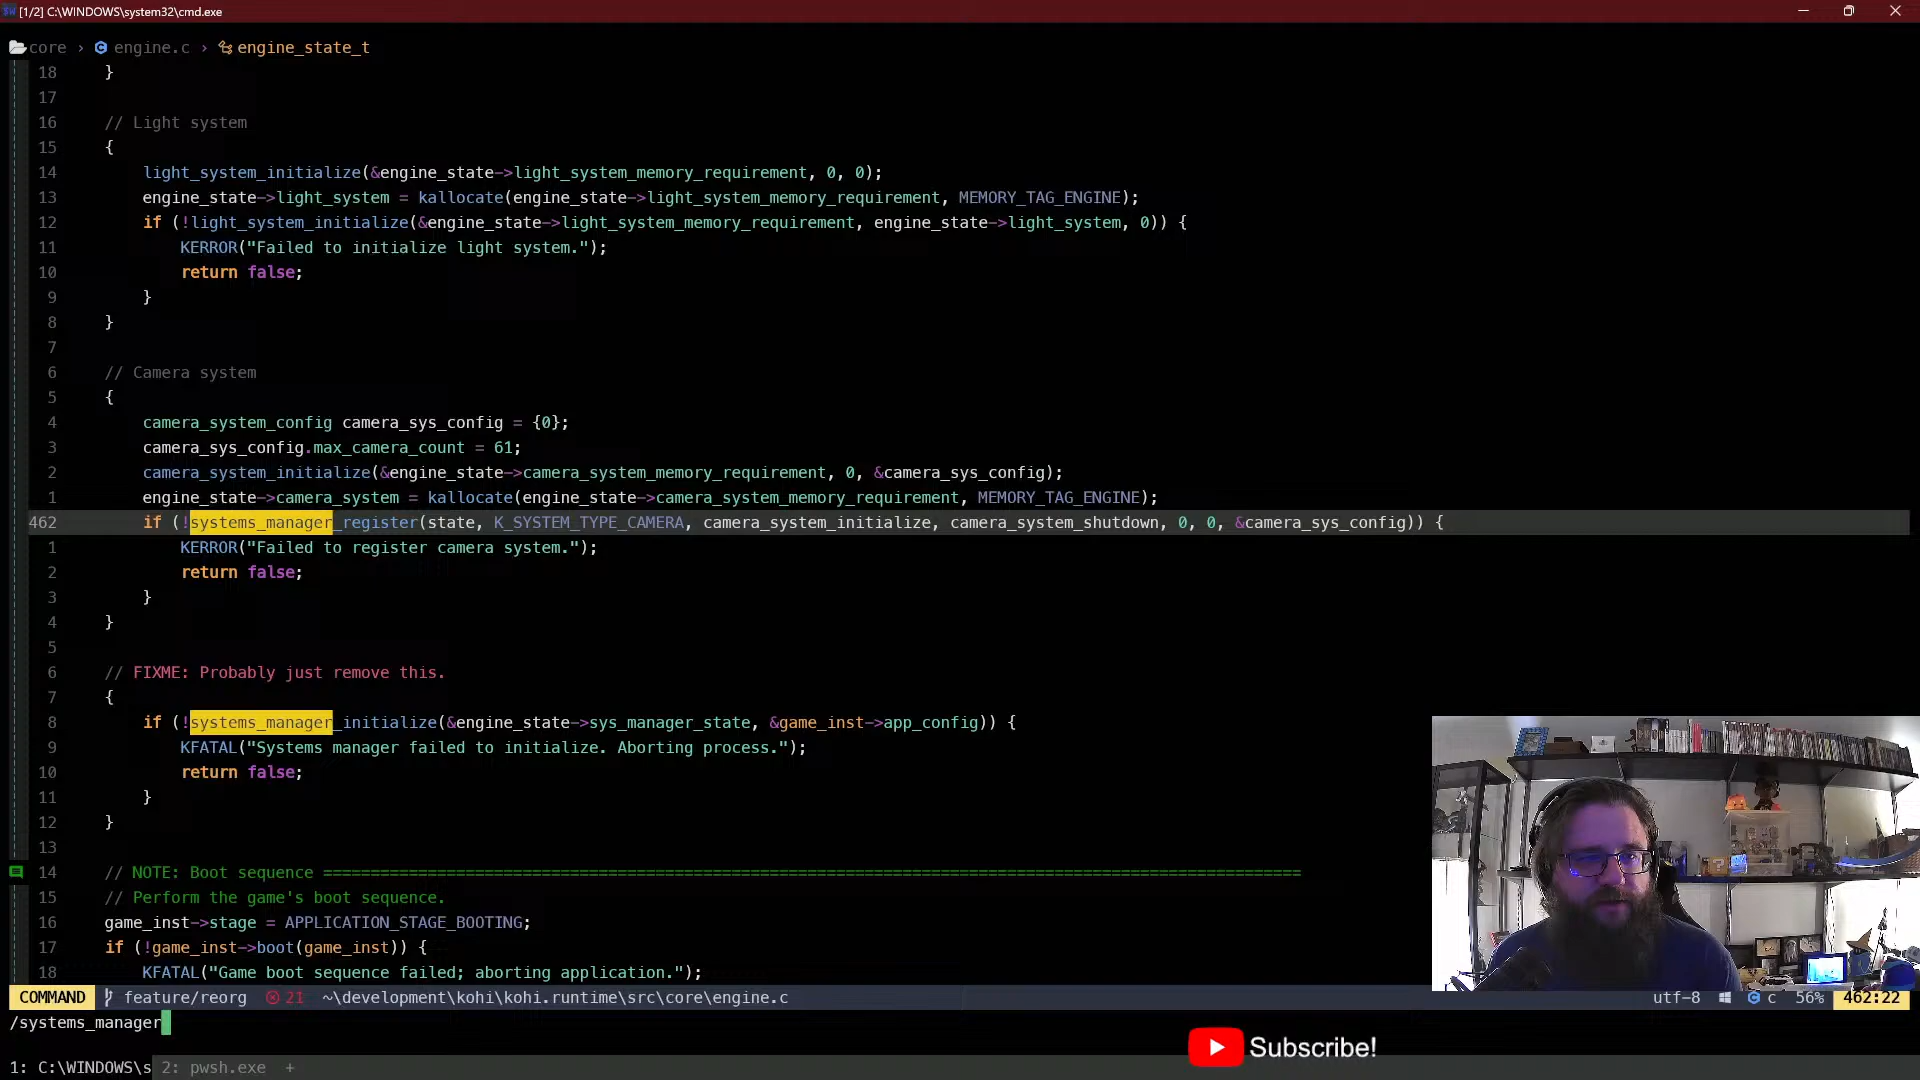 [1/2] C:\WINDOWS\system32\cmd.exe
core › engine.c › engine_state_t
18 }
17
16 // Light system
15 {
14 light_system_initialize(&engine_state->light_system_memory_requirement, 0, 0);
13 engine_state->light_system = kallocate(engine_state->light_system_memory_requirement, MEMORY_TAG_ENGINE);
12 if (!light_system_initialize(&engine_state->light_system_memory_requirement, engine_state->light_system, 0)) {
11 KERROR("Failed to initialize light system.");
10 return false;
9 }
8 }
7
6 // Camera system
5 {
4 camera_system_config camera_sys_config = {0};
3 camera_sys_config.max_camera_count = 61;
2 camera_system_initialize(&engine_state->camera_system_memory_requirement, 0, &camera_sys_config);
1 engine_state->camera_system = kallocate(engine_state->camera_system_memory_requirement, MEMORY_TAG_ENGINE);
462 if (!systems_manager_register(state, K_SYSTEM_TYPE_CAMERA, camera_system_initialize, camera_system_shutdown, 0, 0, &camera_sys_config)) {
1 KERROR("Failed to register camera system.");
2 return false;
3 }
4 }
5
6 // FIXME: Probably just remove this.
7 {
8 if (!systems_manager_initialize(&engine_state->sys_manager_state, &game_inst->app_config)) {
9 KFATAL("Systems manager failed to initialize. Aborting process.");
10 return false;
11 }
12 }
13
14 // NOTE: Boot sequence =======================================================================================================
15 // Perform the game's boot sequence.
16 game_inst->stage = APPLICATION_STAGE_BOOTING;
17 if (!game_inst->boot(game_inst)) {
18 KFATAL("Game boot sequence failed; aborting application.");
COMMAND feature/reorg 21 ~\development\kohi\kohi.runtime\src\core\engine.c utf-8 c 56% 462:22
/systems_manager
Subscribe!
1: C:\WINDOWS\s 2: pwsh.exe +